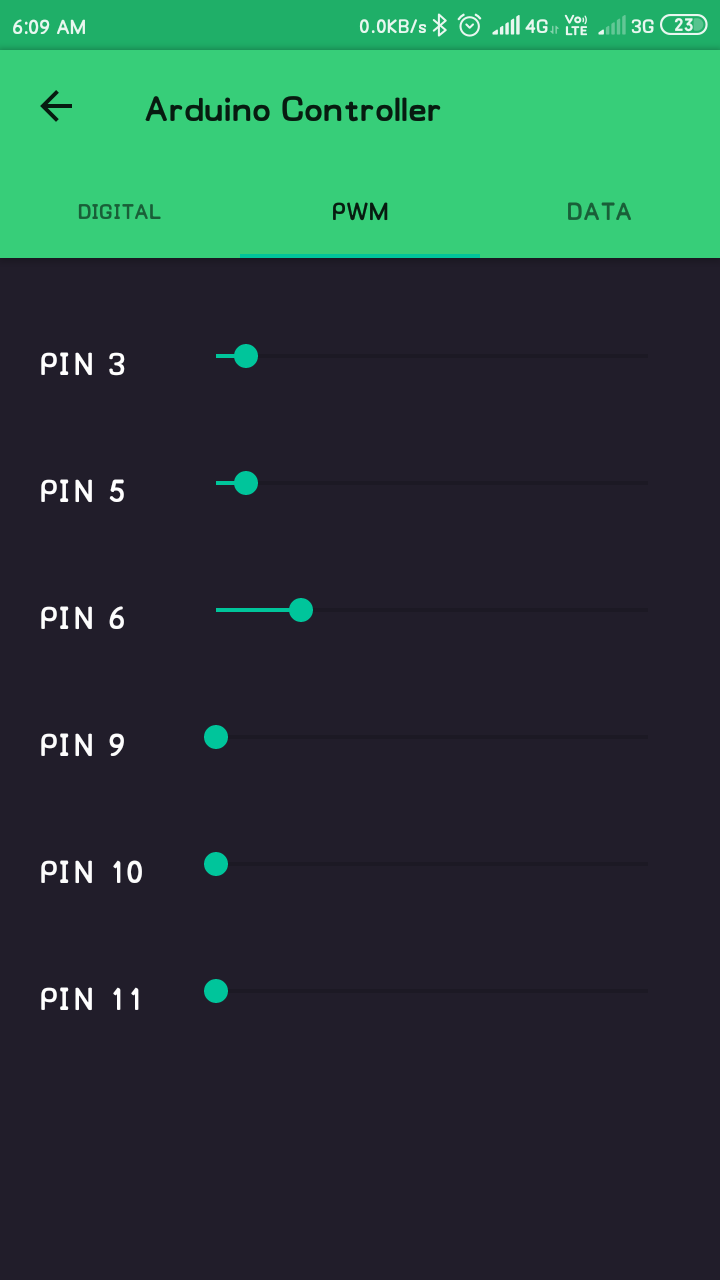 6:09 AM 0.0KB/s 4G Vo LTE 3G 23
Arduino Controller
DIGITAL PWM DATA
PIN 3
PIN 5
PIN 6
PIN 9
PIN 10
PIN 11